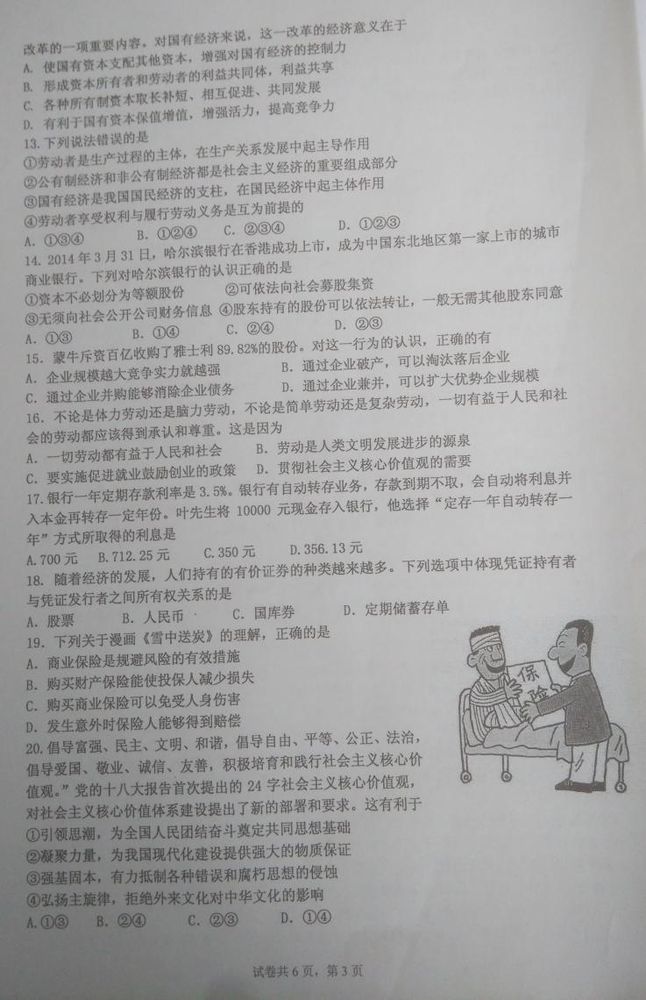 改革的一项重要内容。对国有经济来说，这一改革的经济意义在于
A. 使国有资本支配其他资本，增强对国有经济的控制力
B. 形成资本所有者和劳动者的利益共同体，利益共享
C. 各种所有制资本取长补短、相互促进、共同发展
D. 有利于国有资本保值增值，增强活力，提高竞争力
13.下列说法错误的是
①劳动者是生产过程的主体，在生产关系发展中起主导作用
②公有制经济和非公有制经济都是社会主义经济的重要组成部分
③国有经济是我国国民经济的支柱，在国民经济中起主体作用
④劳动者享受权利与履行劳动义务是互为前提的
A. ①③④ B. ①②④ C. ②③④ D. ①②③
14. 2014年3月31日，哈尔滨银行在香港成功上市，成为中国东北地区第一家上市的城市
商业银行。下列对哈尔滨银行的认识正确的是
①资本不必划分为等额股份 ②可依法向社会募股集资
③无须向社会公开公司财务信息 ④股东持有的股份可以依法转让，一般无需其他股东同意
A. ①③ B. ①④ C. ②④ D. ②③
15. 蒙牛斥资百亿收购了雅士利89.82%的股份。对这一行为的认识，正确的有
A. 企业规模越大竞争实力就越强 B. 通过企业破产，可以淘汰落后企业
C. 通过企业并购能够消除企业债务 D. 通过企业兼并，可以扩大优势企业规模
16. 不论是体力劳动还是脑力劳动，不论是简单劳动还是复杂劳动，一切有益于人民和社
会的劳动都应该得到承认和尊重。这是因为
A. 一切劳动都有益于人民和社会 B. 劳动是人类文明发展进步的源泉
C. 要实施促进就业鼓励创业的政策 D. 贯彻社会主义核心价值观的需要
17.银行一年定期存款利率是3.5%。银行有自动转存业务，存款到期不取，会自动将利息并
入本金再转存一定年份。叶先生将 10000 元现金存入银行，他选择“定存一年自动转存一
年”方式所取得的利息是
A.700元 B.712.25元 C.350元 D.356.13元
18. 随着经济的发展，人们持有的有价证券的种类越来越多。下列选项中体现凭证持有者
与凭证发行者之间所有权关系的是
A. 股票 B. 人民币 C. 国库券 D. 定期储蓄存单
19. 下列关于漫画《雪中送炭》的理解，正确的是
A. 商业保险是规避风险的有效措施
B. 购买财产保险能使投保人减少损失
C. 购买商业保险可以免受人身伤害
D. 发生意外时保险人能够得到赔偿
保险
20.倡导富强、民主、文明、和谐，倡导自由、平等、公正、法治，
倡导爱国、敬业、诚信、友善，积极培育和践行社会主义核心价
值观。”党的十八大报告首次提出的 24 字社会主义核心价值观，
对社会主义核心价值体系建设提出了新的部署和要求。这有利于
①引领思潮，为全国人民团结奋斗奠定共同思想基础
②凝聚力量，为我国现代化建设提供强大的物质保证
③强基固本，有力抵制各种错误和腐朽思想的侵蚀
④弘扬主旋律，拒绝外来文化对中华文化的影响
A.①③ B. ②④ C. ②③ D. ①④
试卷共6页，第3页